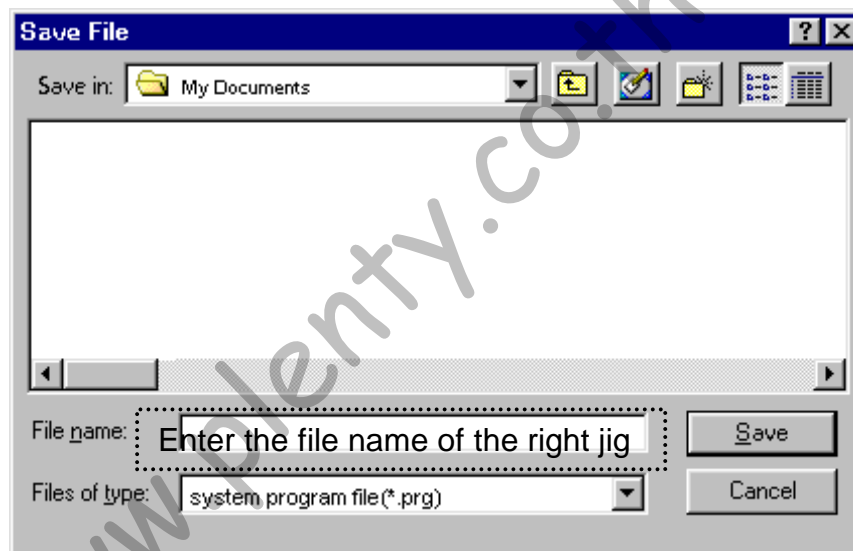 Save File
Save in: My Documents
File name: Enter the file name of the right jig
Save
Files of type: system program file(*.prg)
Cancel
www.plenty.co.th